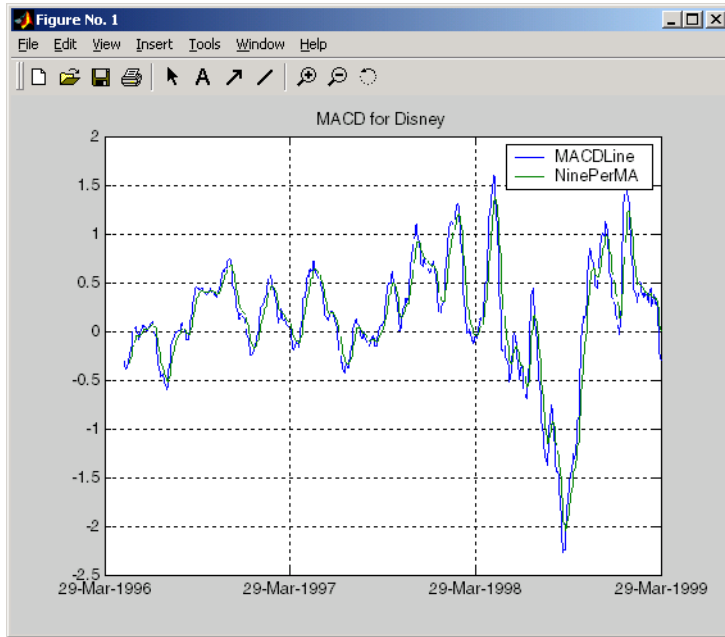 Figure No. 1
File Edit View Insert Tools Window Help
A
MACD for Disney
MACDLine
NinePerMA
2
1.5
1
0.5
0
-0.5
-1
-1.5
-2
-2.5
29-Mar-1996 29-Mar-1997 29-Mar-1998 29-Mar-1999